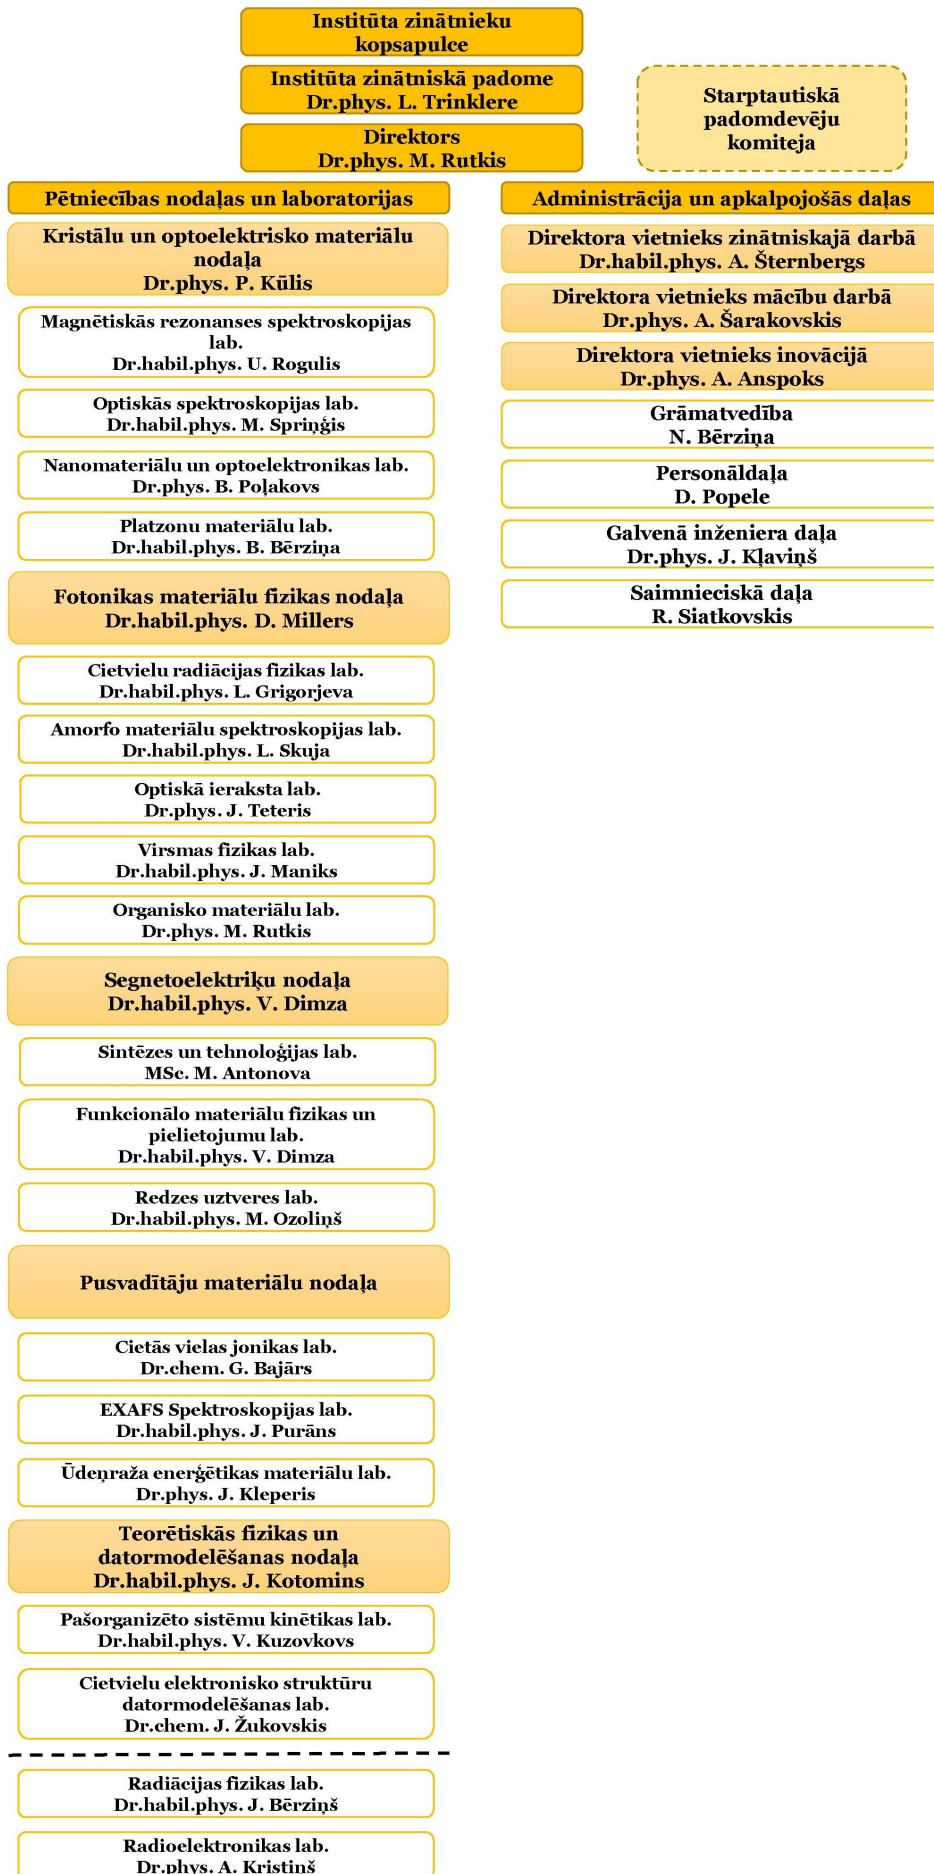 Institūta zinātnieku
kopsapulce
Institūta zinātniskā padome
Dr.phys. L. Trinklere
Direktors
Dr.phys. M. Rutkis
Starptautiskā
padomdevēju
komiteja
Pētniecības nodaļas un laboratorijas
Kristālu un optoelektrisko materiālu
nodaļa
Dr.phys. P. Kūlis
Magnētiskās rezonanses spektroskopijas
lab.
Dr.habil.phys. U. Rogulis
Optiskās spektroskopijas lab.
Dr.habil.phys. M. Spriņģis
Nanomateriālu un optoelektronikas lab.
Dr.phys. B. Poļakovs
Platzonu materiālu lab.
Dr.habil.phys. B. Bērziņa
Fotonikas materiālu fizikas nodaļa
Dr.habil.phys. D. Millers
Cietvielu radiācijas fizikas lab.
Dr.habil.phys. L. Grigorjeva
Amorfo materiālu spektroskopijas lab.
Dr.habil.phys. L. Skuja
Optiskā ieraksta lab.
Dr.phys. J. Teteris
Virsmas fizikas lab.
Dr.habil.phys. J. Maniks
Organisko materiālu lab.
Dr.phys. M. Rutkis
Segnetoelektriķu nodaļa
Dr.habil.phys. V. Dimza
Sintēzes un tehnoloģijas lab.
MSc. M. Antonova
Funkcionālo materiālu fizikas un
pielietojumu lab.
Dr.habil.phys. V. Dimza
Redzes uztveres lab.
Dr.habil.phys. M. Ozoliņš
Pusvadītāju materiālu nodaļa
Cietās vielas jonikas lab.
Dr.chem. G. Bajārs
EXAFS Spektroskopijas lab.
Dr.habil.phys. J. Purāns
Ūdeņraža enerģētikas materiālu lab.
Dr.phys. J. Kleperis
Teorētiskās fizikas un
datormodelēšanas nodaļa
Dr.habil.phys. J. Kotomins
Pašorganizēto sistēmu kinētikas lab.
Dr.habil.phys. V. Kuzovkovs
Cietvielu elektronisko struktūru
datormodelēšanas lab.
Dr.chem. J. Žukovskis
Radiācijas fizikas lab.
Dr.habil.phys. J. Bērziņš
Radioelektronikas lab.
Dr.phys. A. Kristiņš
Administrācija un apkalpojošās daļas
Direktora vietnieks zinātniskajā darbā
Dr.habil.phys. A. Šternbergs
Direktora vietnieks mācību darbā
Dr.phys. A. Šarakovskis
Direktora vietnieks inovācijā
Dr.phys. A. Anspoks
Grāmatvedība
N. Bērziņa
Personāldaļa
D. Popele
Galvenā inženiera daļa
Dr.phys. J. Kļaviņš
Saimnieciskā daļa
R. Siatkovskis